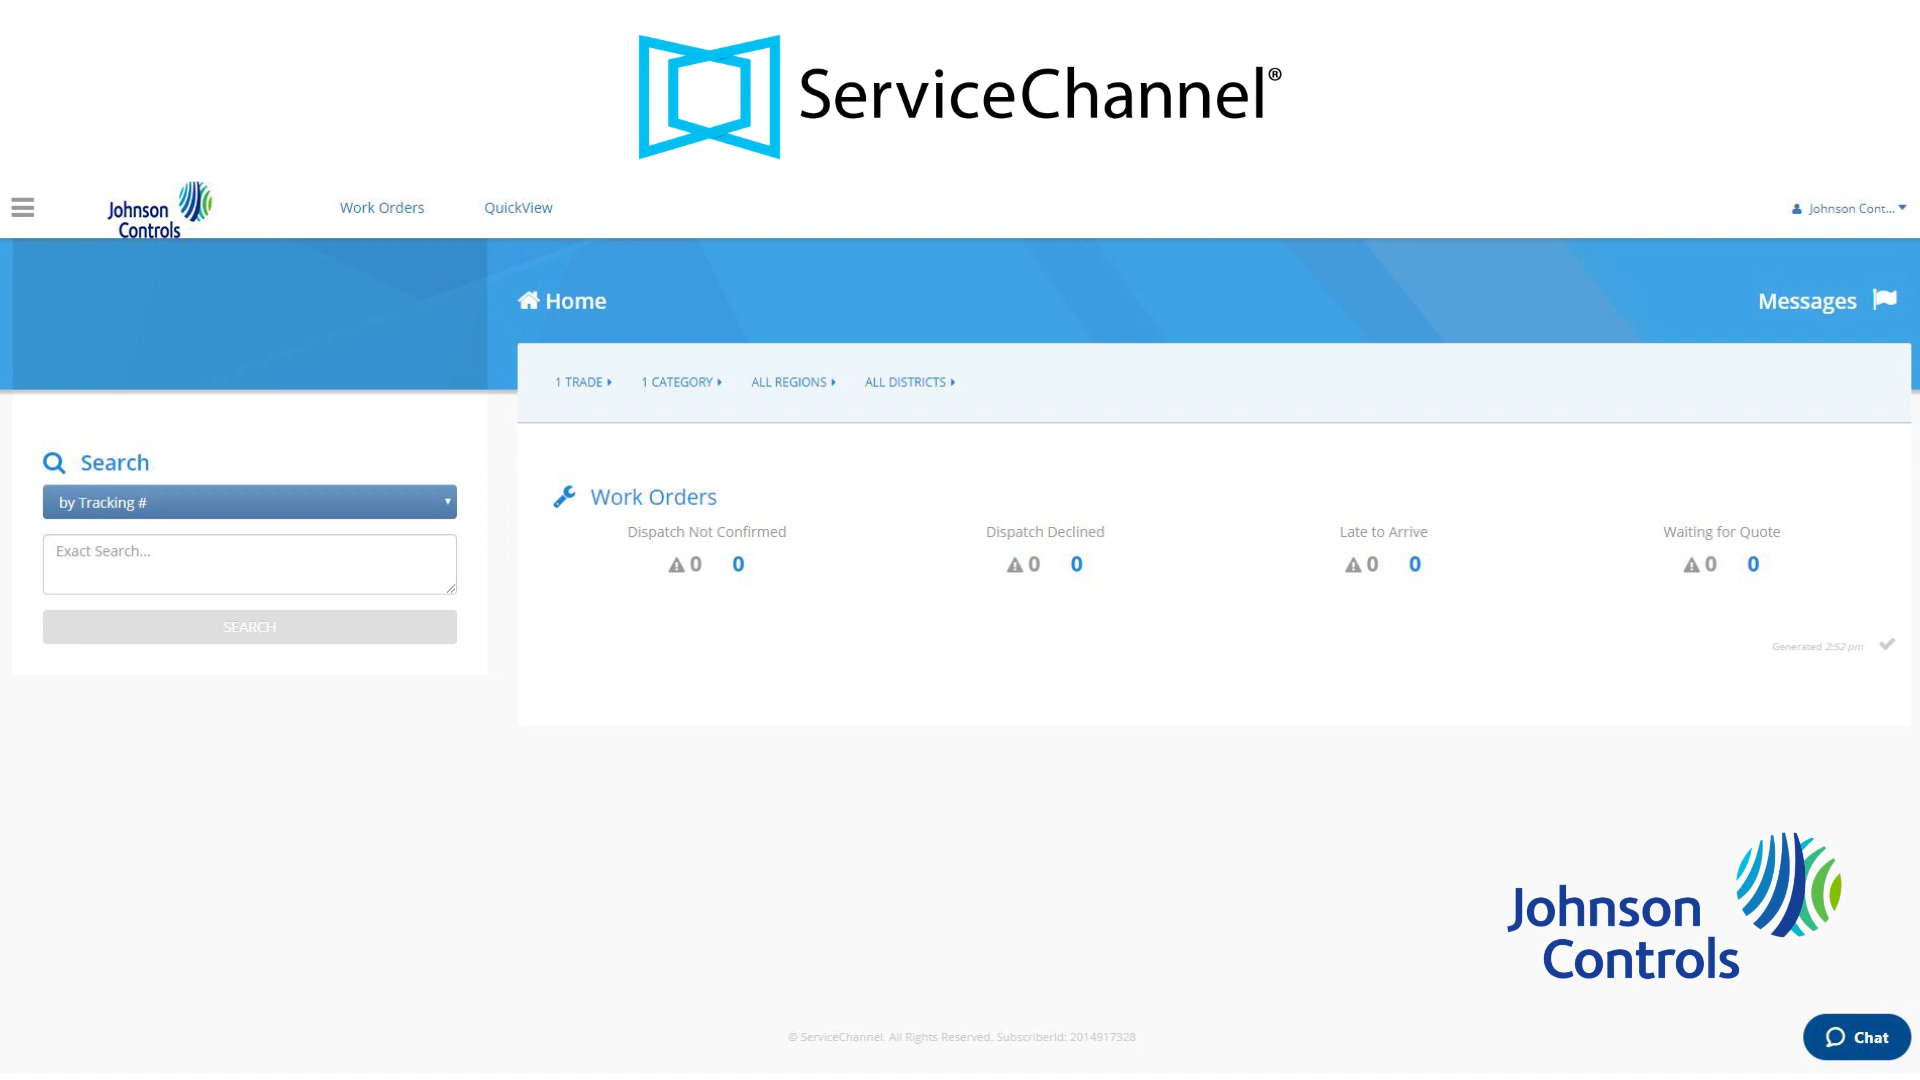 ServiceChannel®
Johnson
Controls
Work Orders
QuickView
Johnson Cont...
Home
Messages
1 TRADE
1 CATEGORY
ALL REGIONS
ALL DISTRICTS
Search
by Tracking #
Exact Search...
SEARCH
Work Orders
Dispatch Not Confirmed
0 0
Dispatch Declined
0 0
Late to Arrive
0 0
Waiting for Quote
0 0
Generated 2:52 pm
Johnson
Controls
© ServiceChannel. All Rights Reserved. SubscriberId: 2014917328
Chat